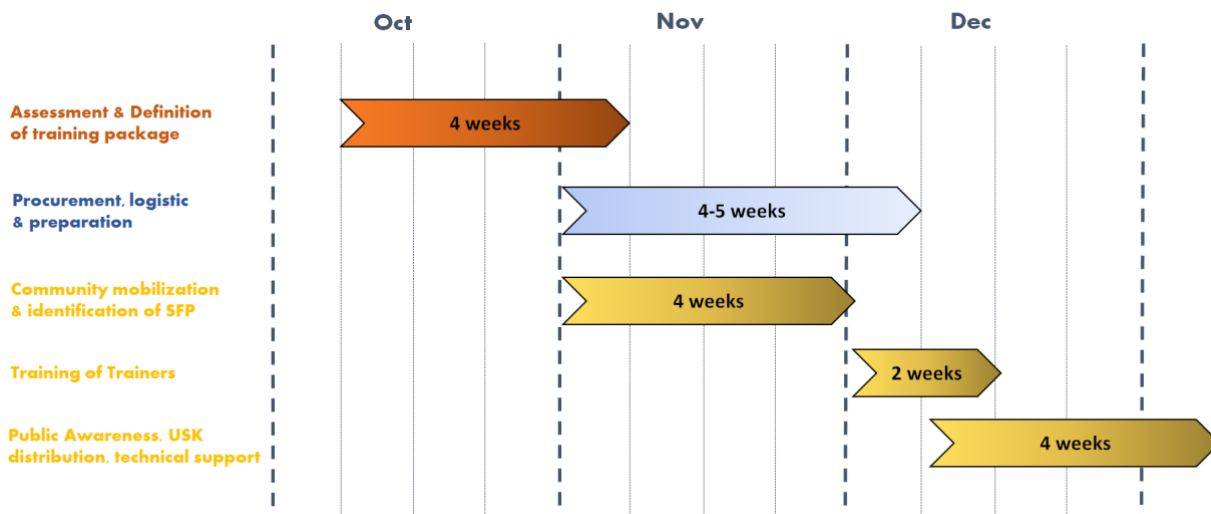 Oct Nov Dec
Assessment & Definition
of training package
4 weeks
Procurement, logistic
& preparation
4-5 weeks
Community mobilization
& identification of SFP
4 weeks
Training of Trainers
2 weeks
Public Awareness, USK
distribution, technical support
4 weeks